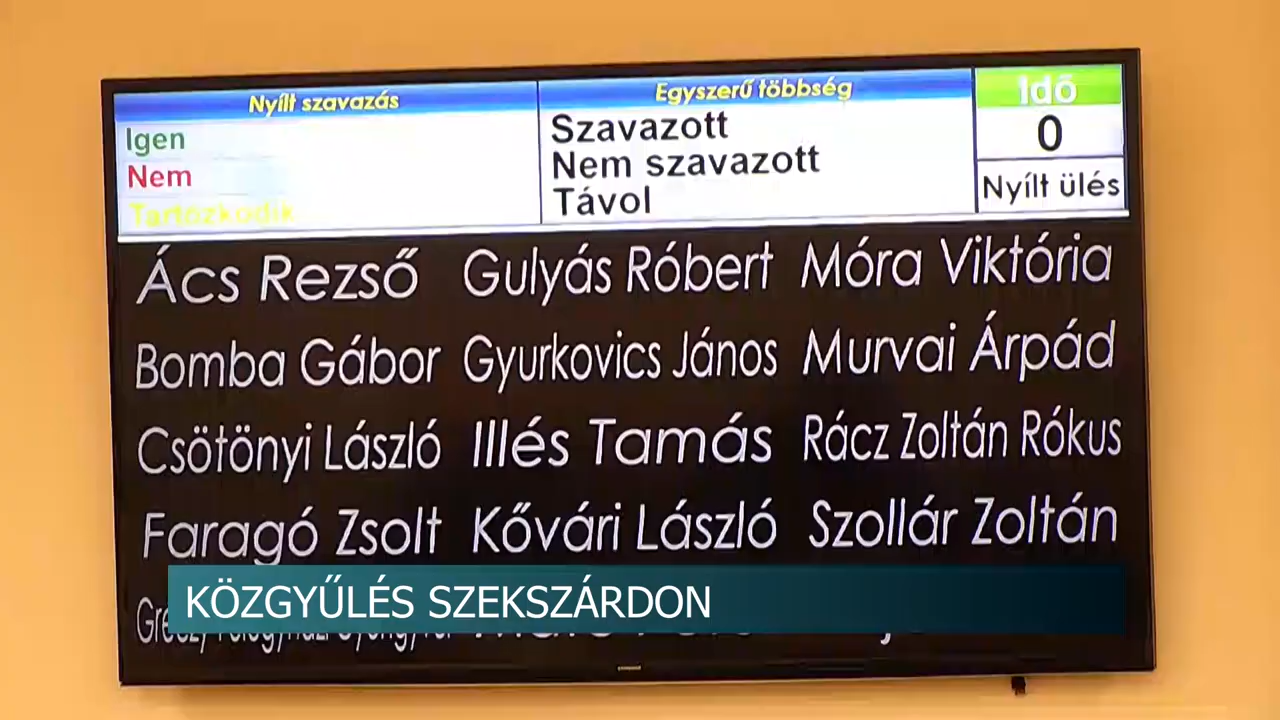 Nyílt szavazás
Igen
Nem
Tartózkodik
Egyszerű többség
Szavazott
Nem szavazott
Távol
Idő
0
Nyílt ülés
Ács Rezső Gulyás Róbert Móra Viktória
Bomba Gábor Gyurkovics János Murvai Árpád
Csötönyi László Illés Tamás Rácz Zoltán Rókus
Faragó Zsolt Kővári László Szollár Zoltán
KÖZGYŰLÉS SZEKSZÁRDON